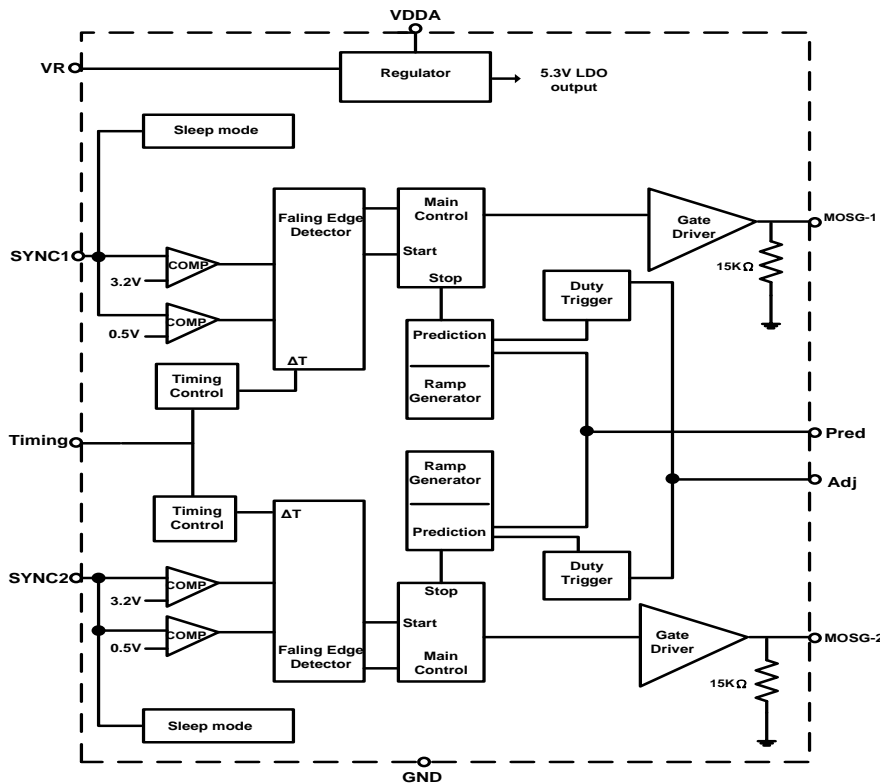 VDDA
VR
Regulator
5.3V LDO
output
Sleep mode
Main
Control
Faling Edge
Detector
Gate
Driver
MOSG-1
SYNC1
COMP
3.2V
Start
Stop
15KΩ
COMP
0.5V
Duty
Trigger
Prediction
ΔT
Timing
Control
Ramp
Generator
Timing
Pred
Ramp
Generator
Adj
Timing
Control
ΔT
Prediction
Duty
Trigger
SYNC2
COMP
3.2V
Stop
Start
COMP
0.5V
Faling Edge
Detector
Main
Control
Gate
Driver
MOSG-2
15KΩ
Sleep mode
GND